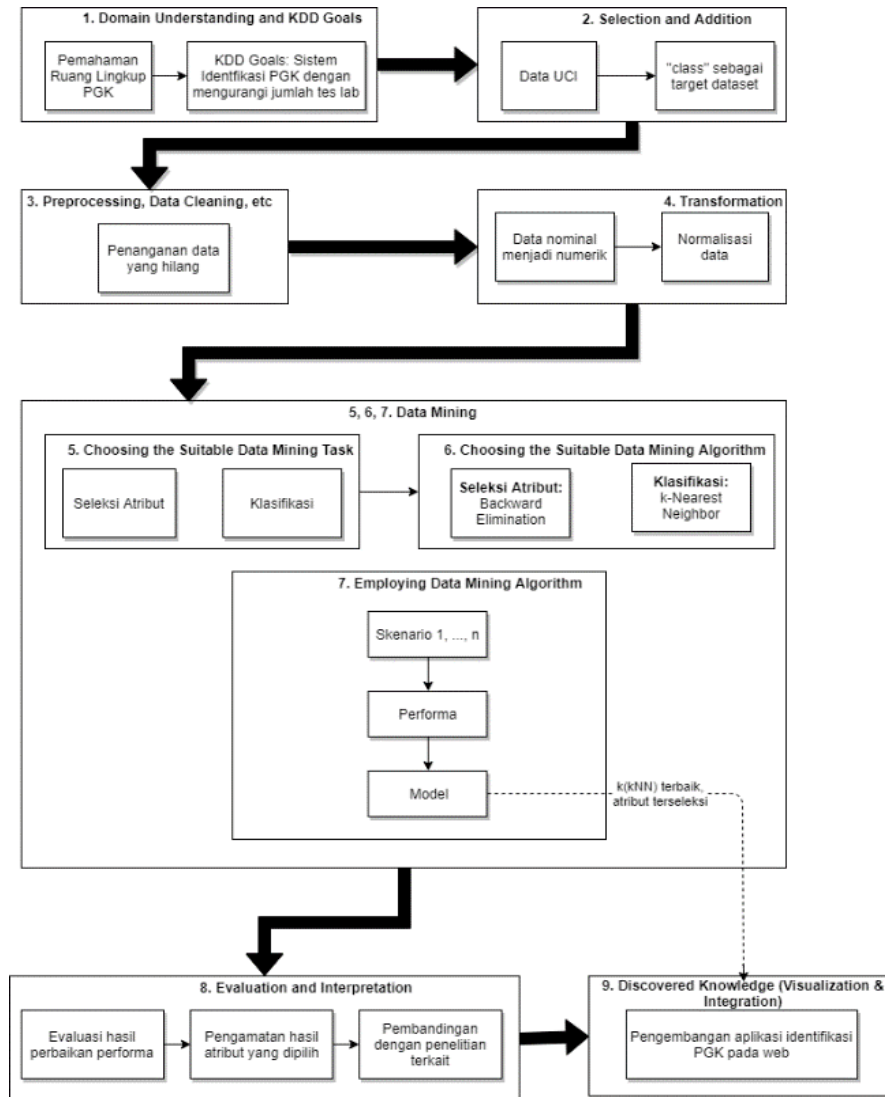 1. Domain Understanding and KDD Goals
Pemahaman
Ruang Lingkup
PGK
KDD Goals: Sistem
Identfikasi PGK dengan
mengurangi jumlah tes lab
2. Selection and Addition
Data UCI
"class" sebagai
target dataset
3. Preprocessing, Data Cleaning, etc
Penanganan data
yang hilang
4. Transformation
Data nominal
menjadi numerik
Normalisasi
data
5, 6, 7. Data Mining
5. Choosing the Suitable Data Mining Task
Seleksi Atribut
Klasifikasi
6. Choosing the Suitable Data Mining Algorithm
Seleksi Atribut:
Backward
Elimination
Klasifikasi:
k-Nearest
Neighbor
7. Employing Data Mining Algorithm
Skenario 1, ..., n
Performa
Model
k(kNN) terbaik,
atribut terseleksi
8. Evaluation and Interpretation
Evaluasi hasil
perbaikan performa
Pengamatan hasil
atribut yang dipilih
Pembandingan
dengan penelitian
terkait
9. Discovered Knowledge (Visualization &
Integration)
Pengembangan aplikasi identifikasi
PGK pada web